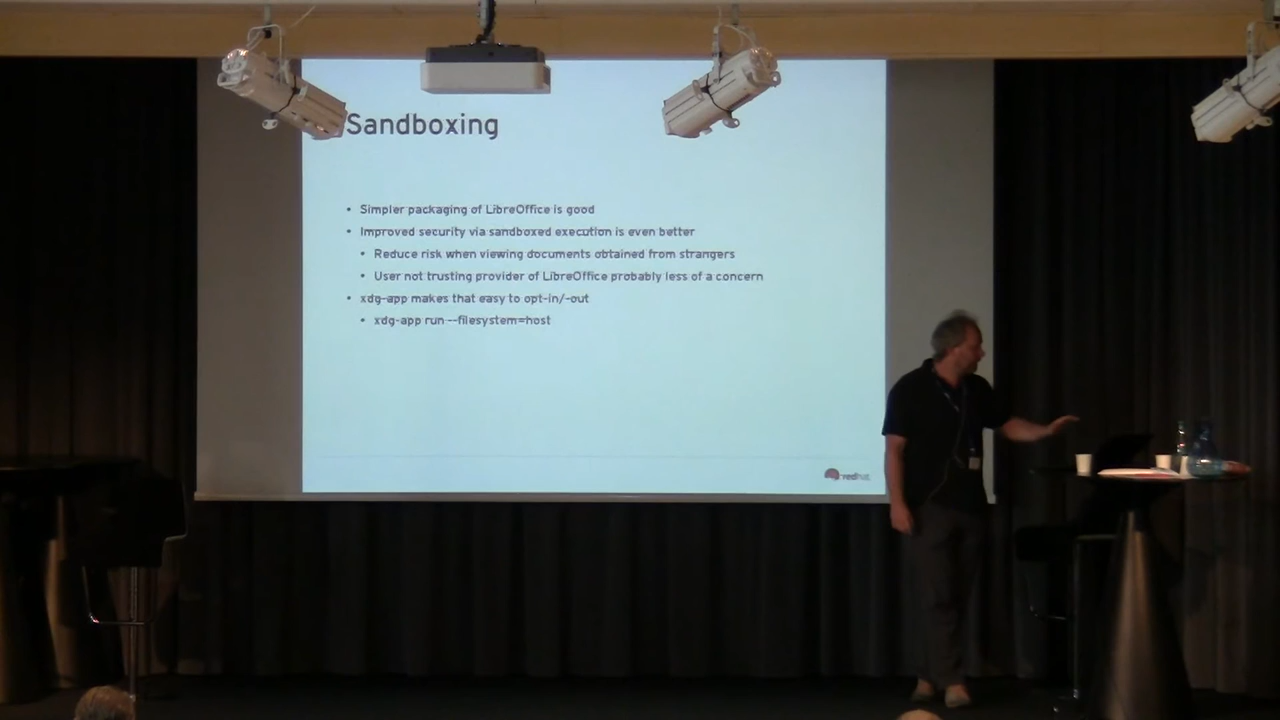 Sandboxing
• Simpler packaging of LibreOffice is good
• Improved security via sandboxed execution is even better
• Reduce risk when viewing documents obtained from strangers
• User not trusting provider of LibreOffice probably less of a concern
• xdg-app makes that easy to opt-in/-out
• xdg-app run --filesystem=host
redhat.